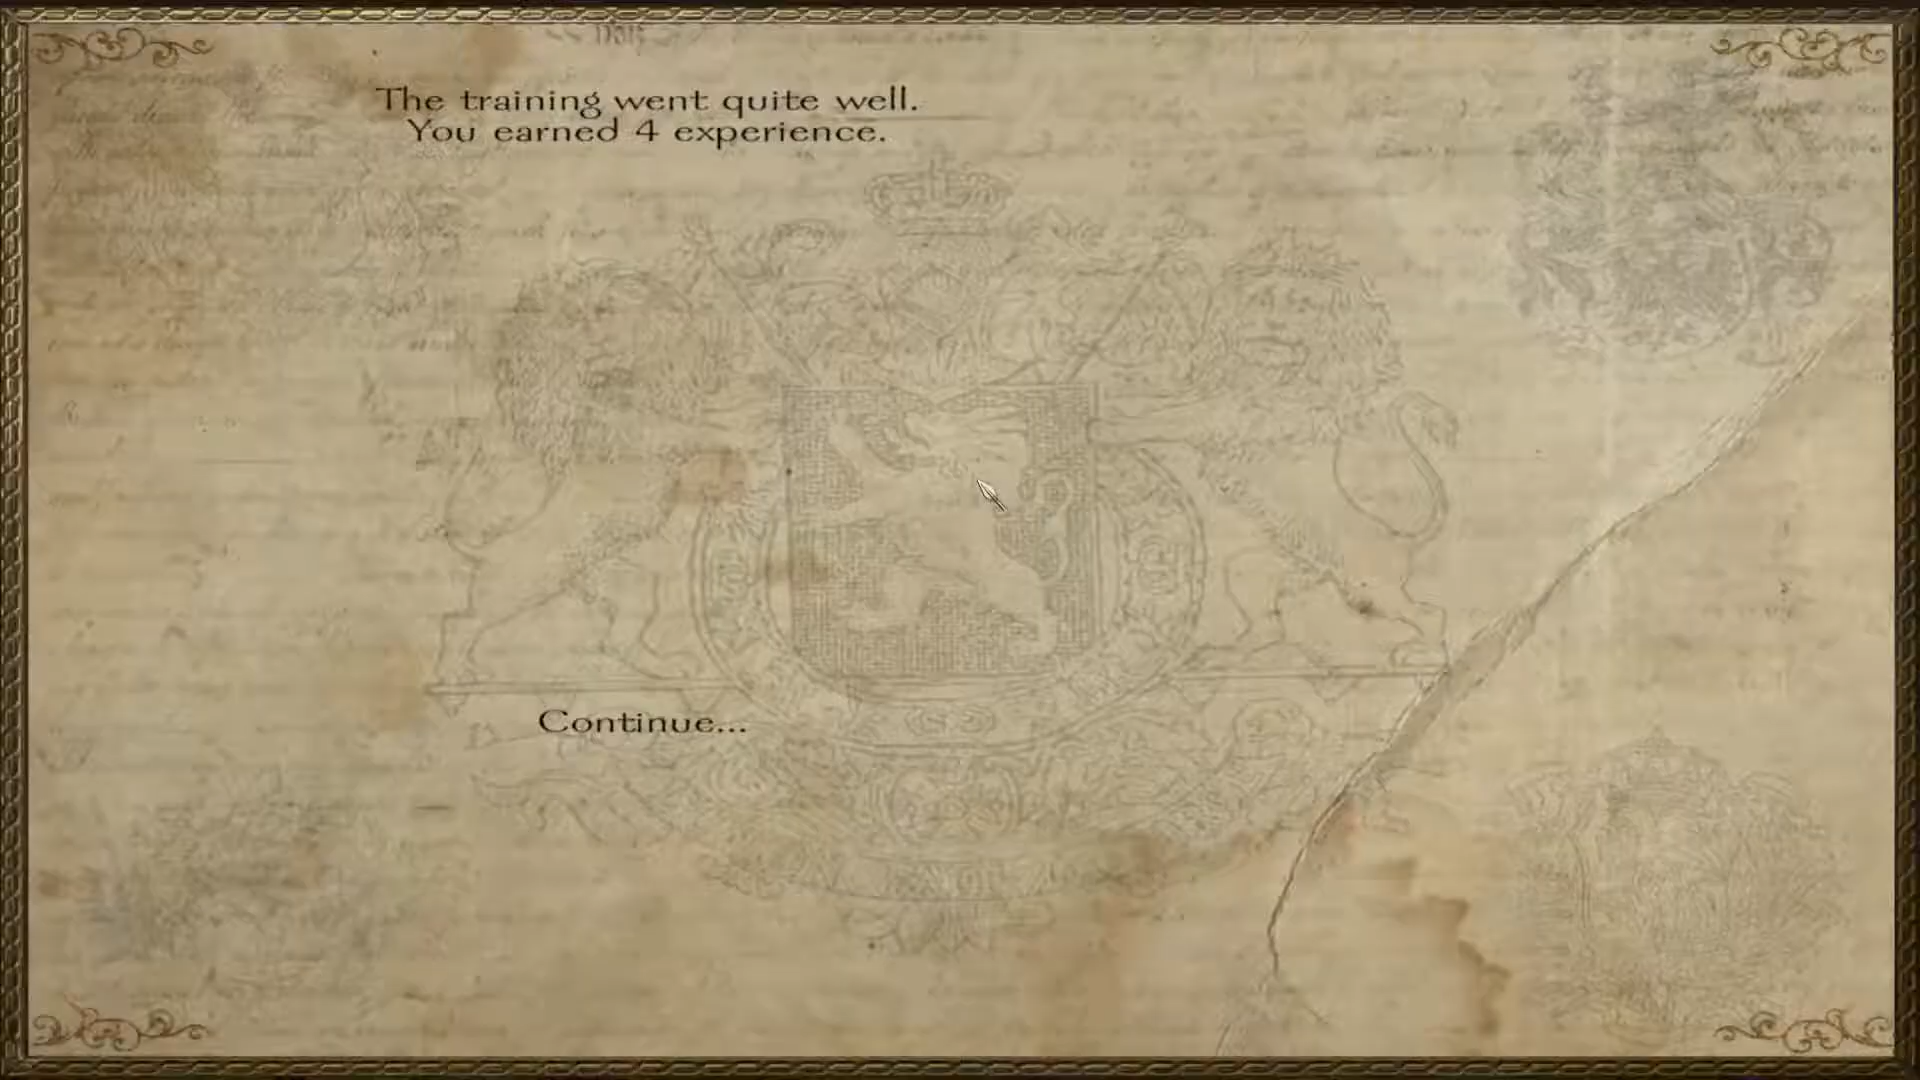 The training went quite well.
You earned 4 experience.
Continue...